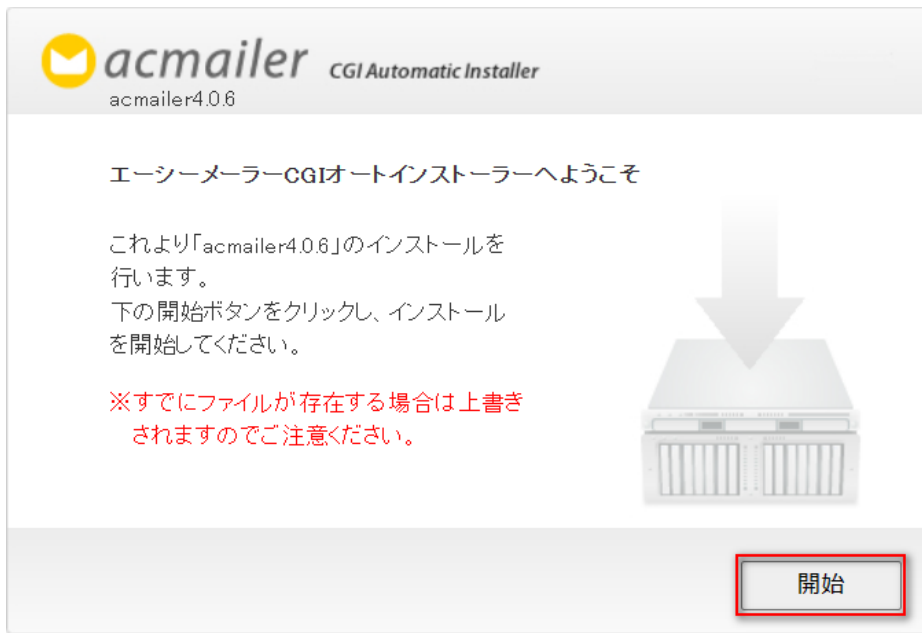 acmailer CGI Automatic Installer
acmailer4.0.6
エーシーメーラーCGIオートインストーラーへようこそ
これより「acmailer4.0.6」のインストールを
行います。
下の開始ボタンをクリックし、インストール
を開始してください。
※すでにファイルが存在する場合は上書き
されますのでご注意ください。
開始